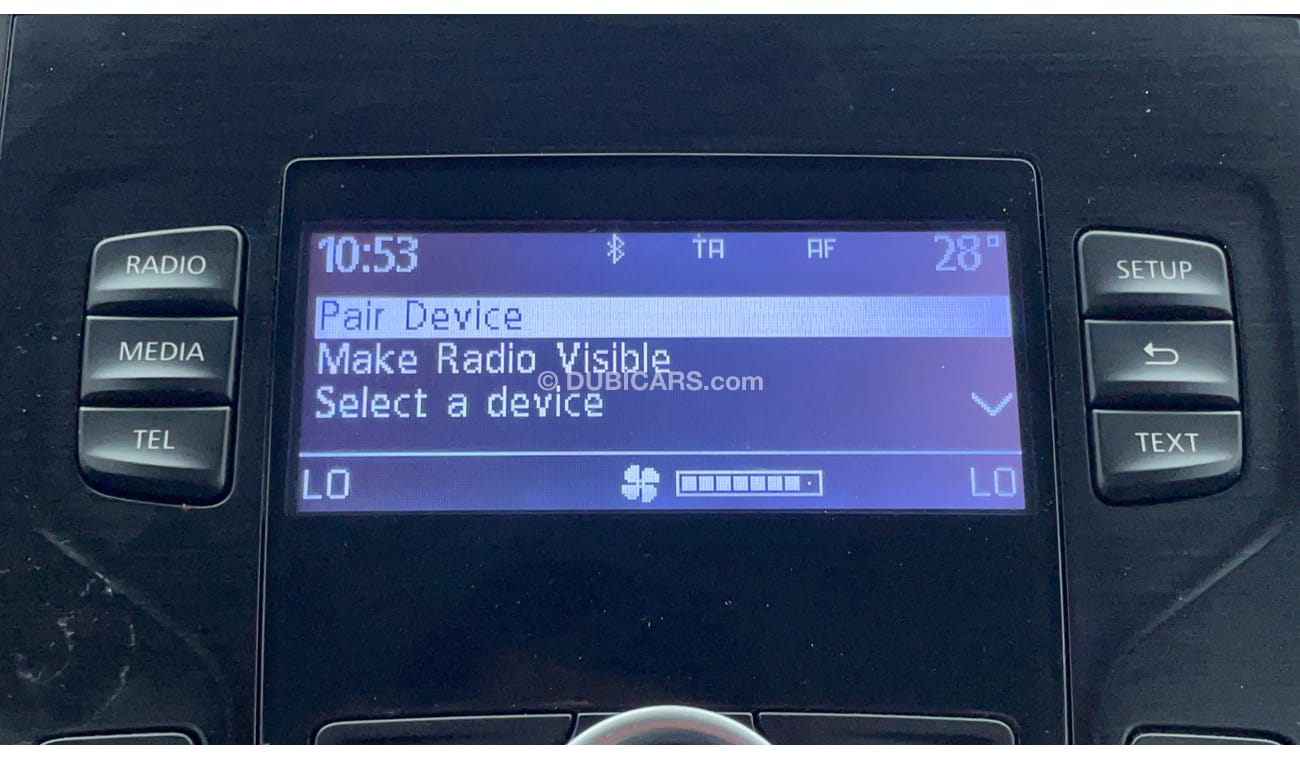 RADIO
MEDIA
TEL
10:53 TA AF 28°
Pair Device
Make Radio Visible
© DUBICARS.com
Select a device
LO LO
SETUP
TEXT